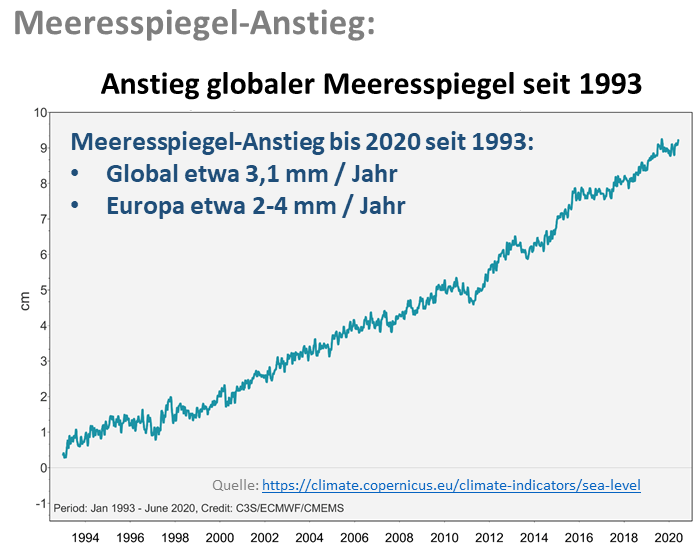 Meeresspiegel-Anstieg:
Anstieg globaler Meeresspiegel seit 1993
Meeresspiegel-Anstieg bis 2020 seit 1993:
• Global etwa 3,1 mm / Jahr
• Europa etwa 2-4 mm / Jahr
10
9
8
7
6
5
4
3
2
1
0
-1
cm
Quelle: https://climate.copernicus.eu/climate-indicators/sea-level
Period: Jan 1993 - June 2020, Credit: C3S/ECMWF/CMEMS
1994 1996 1998 2000 2002 2004 2006 2008 2010 2012 2014 2016 2018 2020